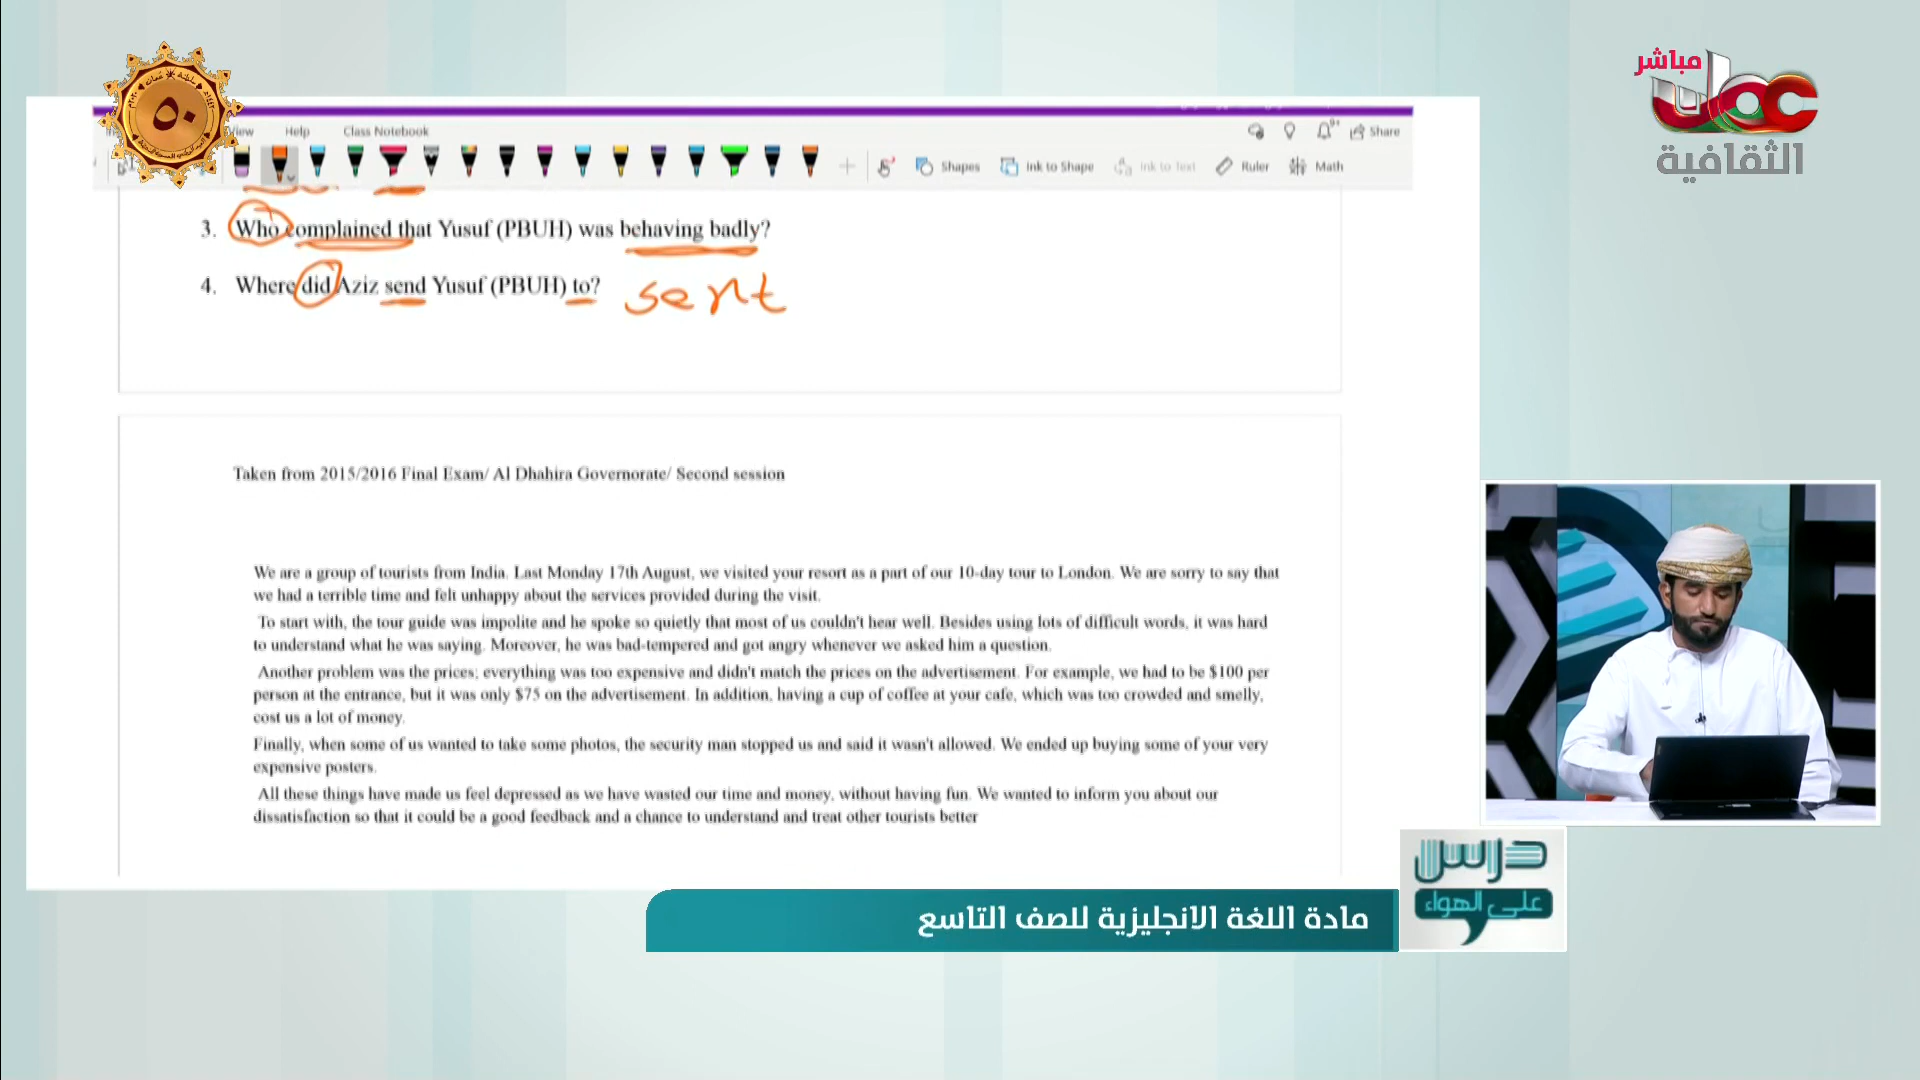 مباشر
عمان
الثقافية
٥٠
View Help Class Notebook
Share
Shapes Ink to Shape Ink to Text Ruler Math
3. Who complained that Yusuf (PBUH) was behaving badly?
4. Where did Aziz send Yusuf (PBUH) to? sent
Taken from 2015/2016 Final Exam/ Al Dhahira Governorate/ Second session
We are a group of tourists from India. Last Monday 17th August, we visited your resort as a part of our 10-day tour to London. We are sorry to say that
we had a terrible time and felt unhappy about the services provided during the visit.
To start with, the tour guide was impolite and he spoke so quietly that most of us couldn't hear well. Besides using lots of difficult words, it was hard
to understand what he was saying. Moreover, he was bad-tempered and got angry whenever we asked him a question.
Another problem was the prices; everything was too expensive and didn't match the prices on the advertisement. For example, we had to be $100 per
person at the entrance, but it was only $75 on the advertisement. In addition, having a cup of coffee at your cafe, which was too crowded and smelly,
cost us a lot of money.
Finally, when some of us wanted to take some photos, the security man stopped us and said it wasn't allowed. We ended up buying some of your very
expensive posters.
All these things have made us feel depressed as we have wasted our time and money, without having fun. We wanted to inform you about our
dissatisfaction so that it could be a good feedback and a chance to understand and treat other tourists better
درس
على الهواء
مادة اللغة الانجليزية للصف التاسع